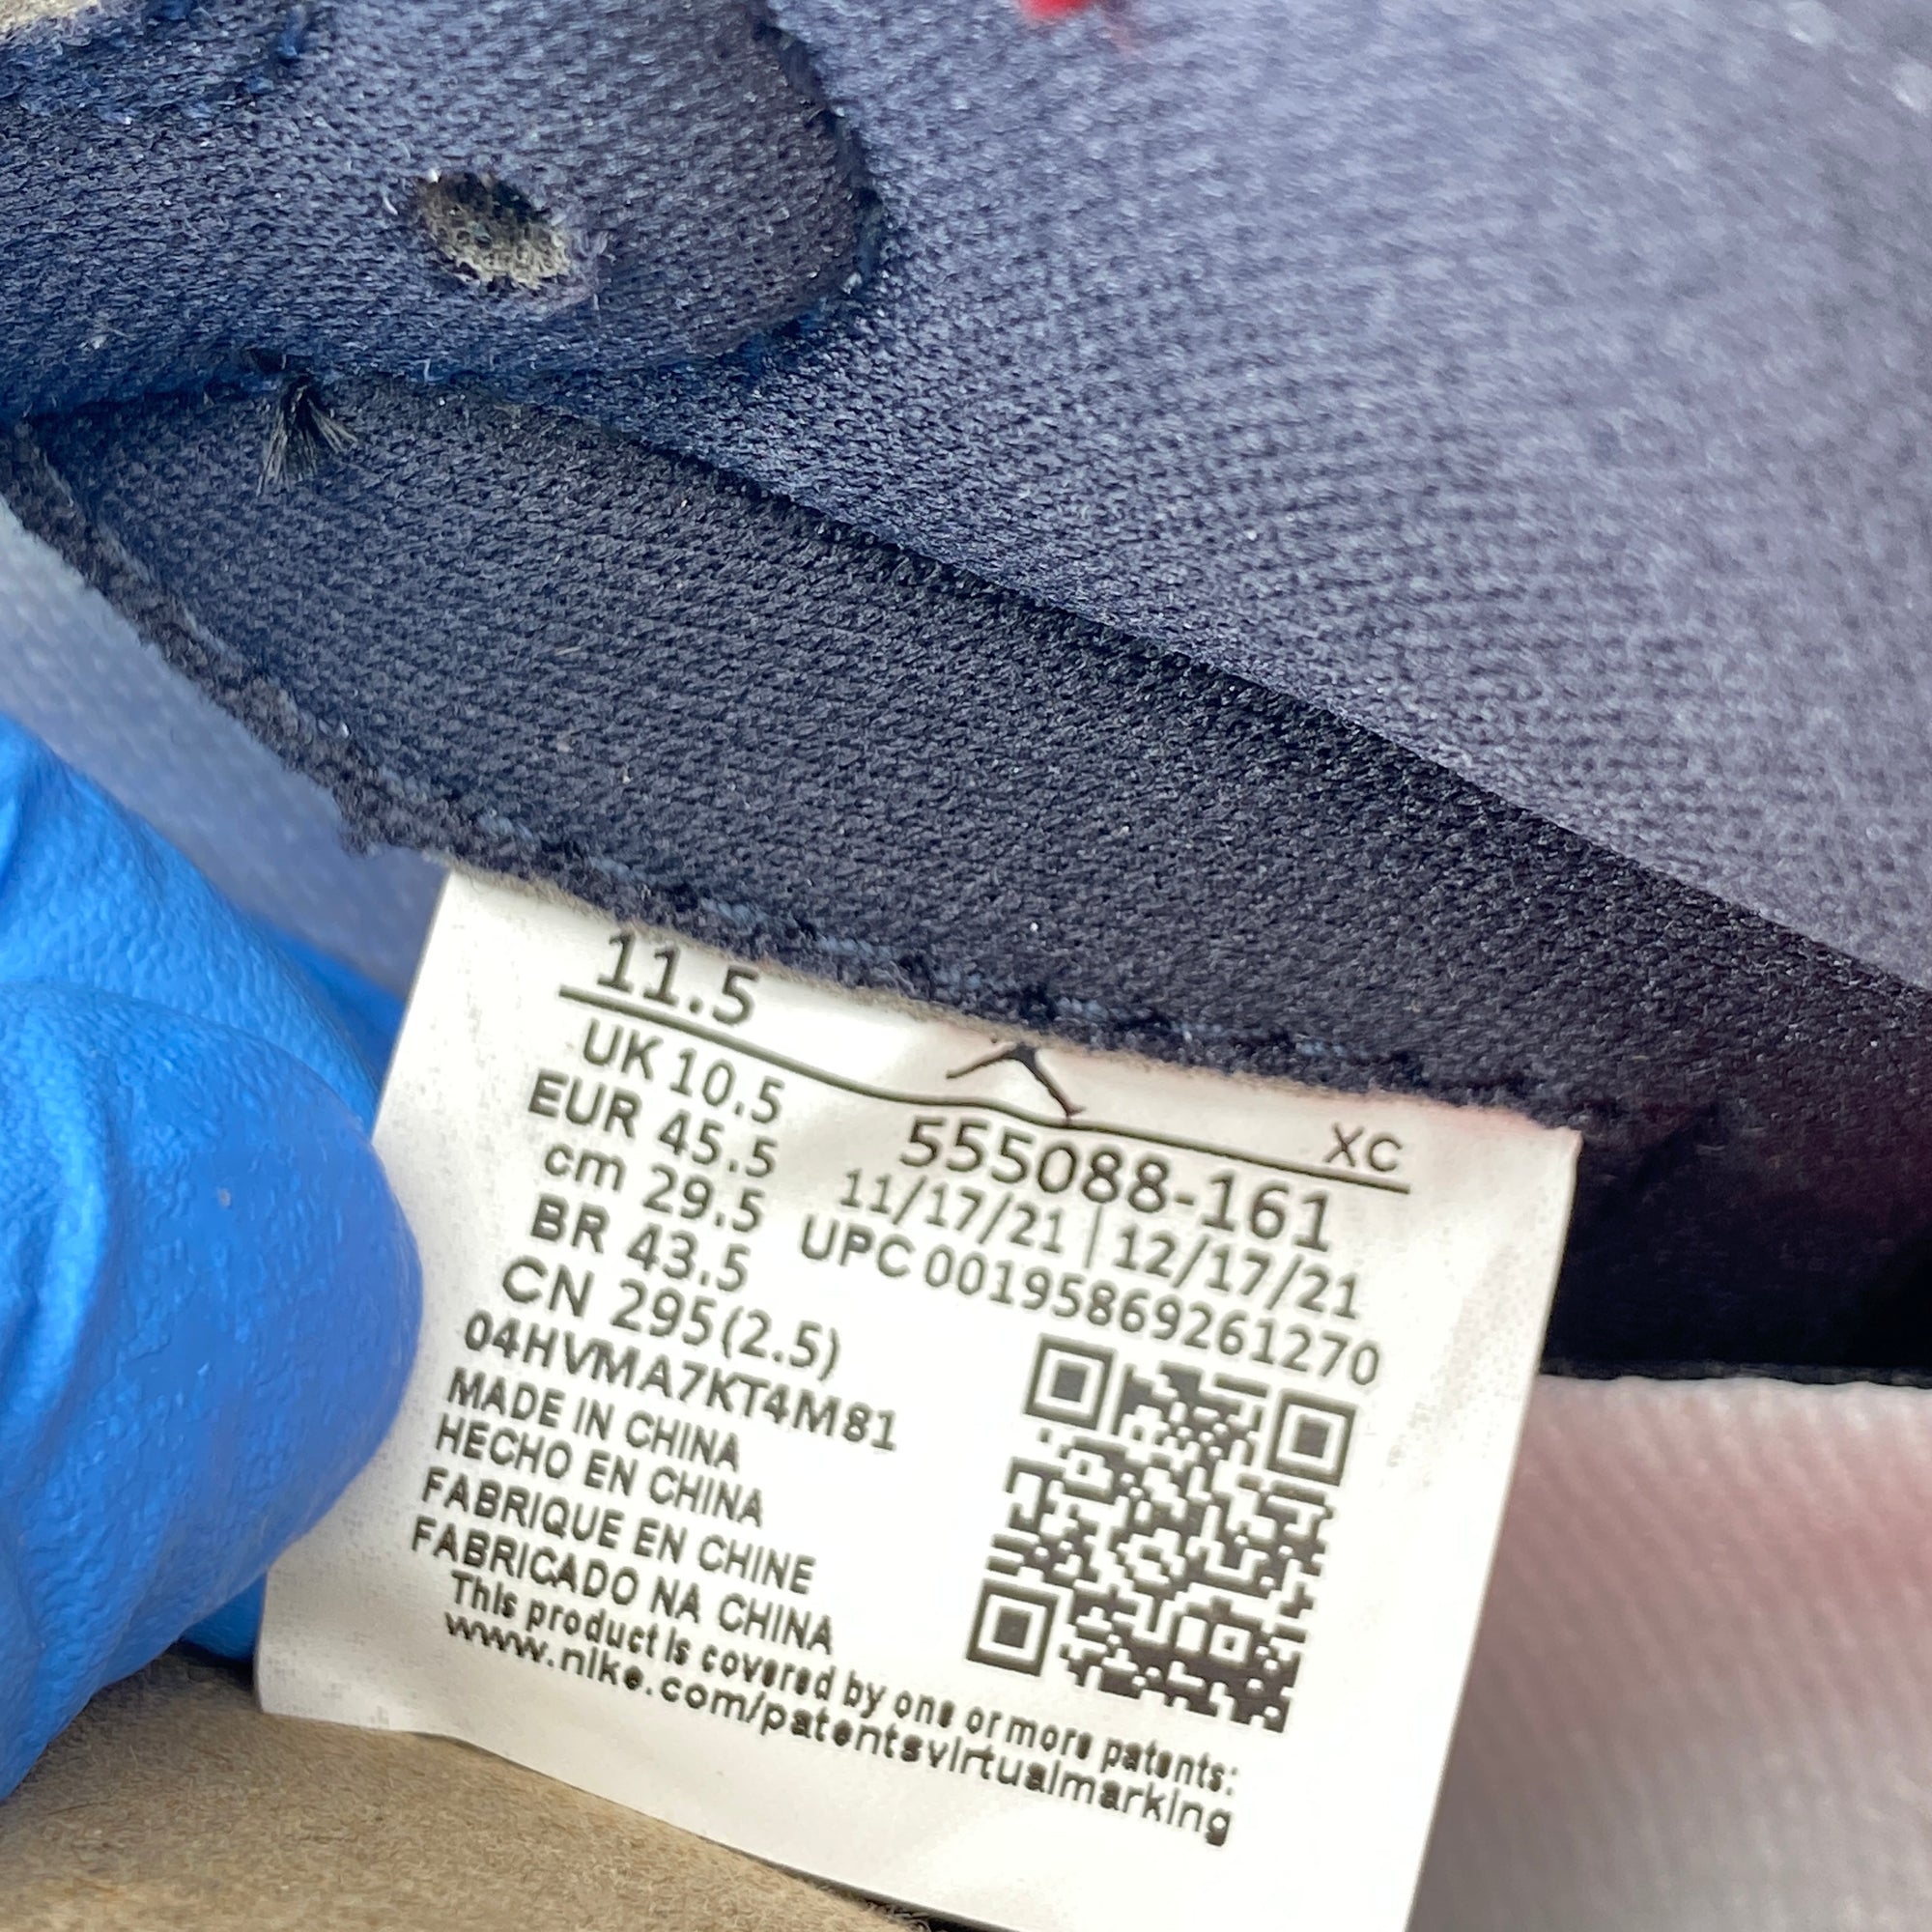 11.5
XC
UK 10.5
EUR 45.5
cm 29.5
BR 43.5
CN 295(2.5)
555088-161
11/17/21 | 12/17/21
UPC 00195869261270
04HVMA7KT4M81
MADE IN CHINA
HECHO EN CHINA
FABRIQUE EN CHINE
FABRICADO NA CHINA
This product is covered by one or more patents:
www.nike.com/patentsvirtualmarking